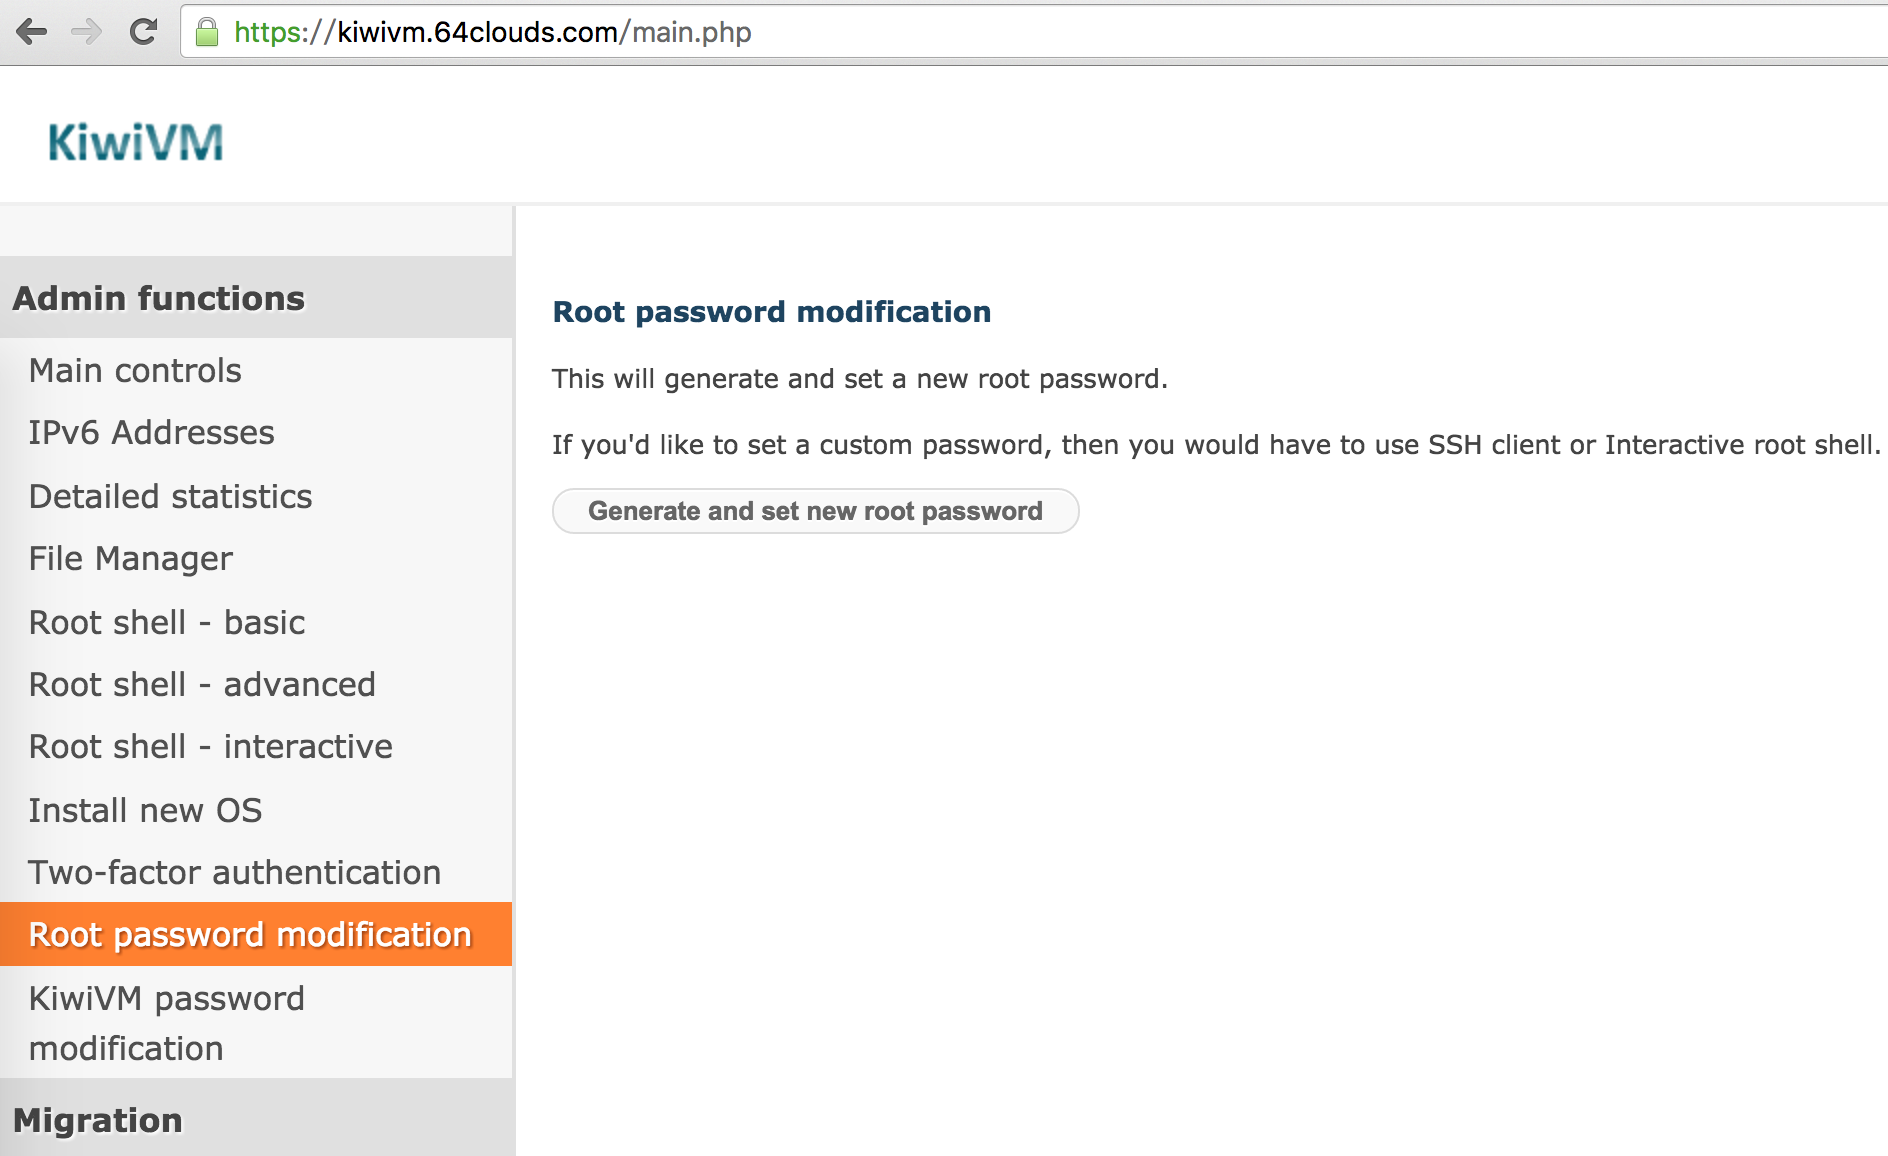 https://kiwivm.64clouds.com/main.php
KiwiVM
Admin functions
Main controls
IPv6 Addresses
Detailed statistics
File Manager
Root shell - basic
Root shell - advanced
Root shell - interactive
Install new OS
Two-factor authentication
Root password modification
KiwiVM password
modification
Migration
Root password modification
This will generate and set a new root password.
If you'd like to set a custom password, then you would have to use SSH client or Interactive root shell.
Generate and set new root password